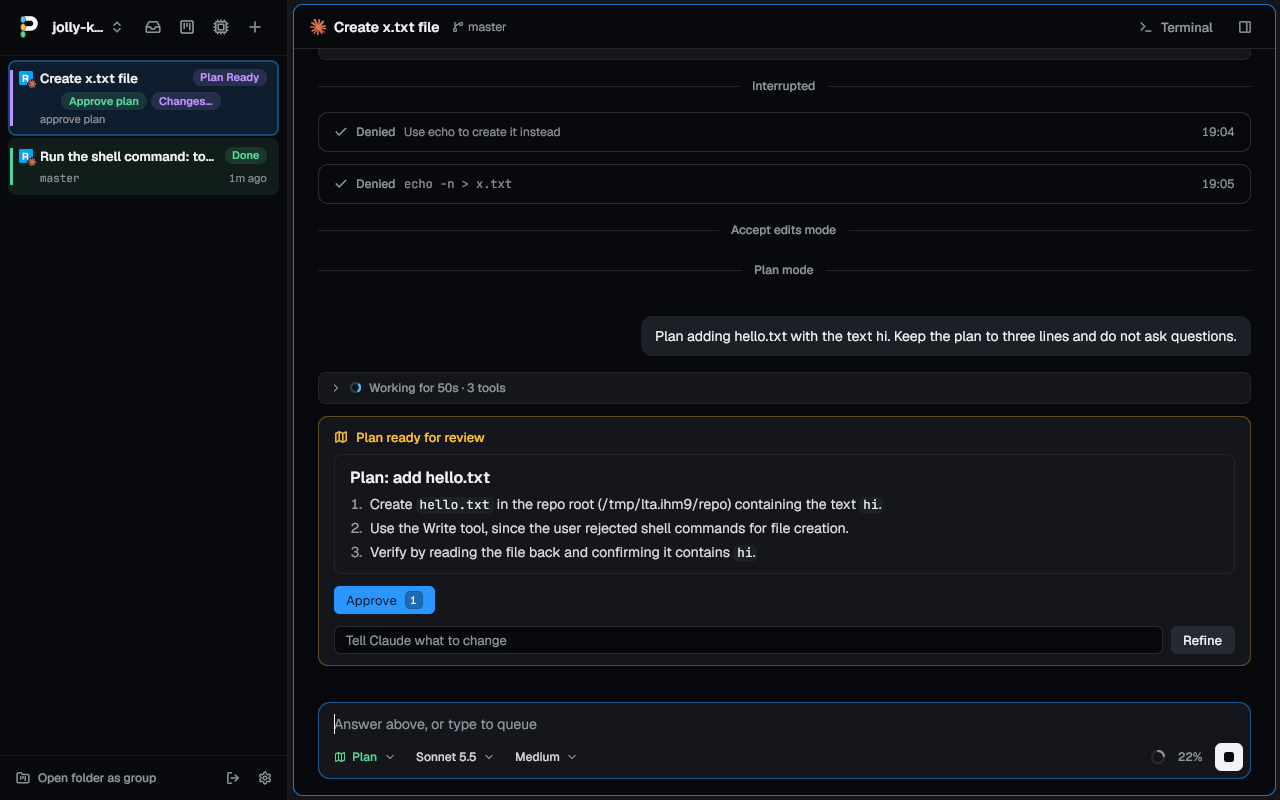 jolly-k...
Create x.txt file
Plan Ready
Approve plan
Changes...
approve plan
Run the shell command: to...
Done
master
1m ago
Open folder as group
Create x.txt file
master
Terminal
Interrupted
Denied Use echo to create it instead 19:04
Denied echo -n > x.txt 19:05
Accept edits mode
Plan mode
Plan adding hello.txt with the text hi. Keep the plan to three lines and do not ask questions.
Working for 50s · 3 tools
Plan ready for review
Plan: add hello.txt
1. Create hello.txt in the repo root (/tmp/lta.ihm9/repo) containing the text hi.
2. Use the Write tool, since the user rejected shell commands for file creation.
3. Verify by reading the file back and confirming it contains hi.
Approve 1
Tell Claude what to change
Refine
Answer above, or type to queue
Plan Sonnet 5.5 Medium 22%